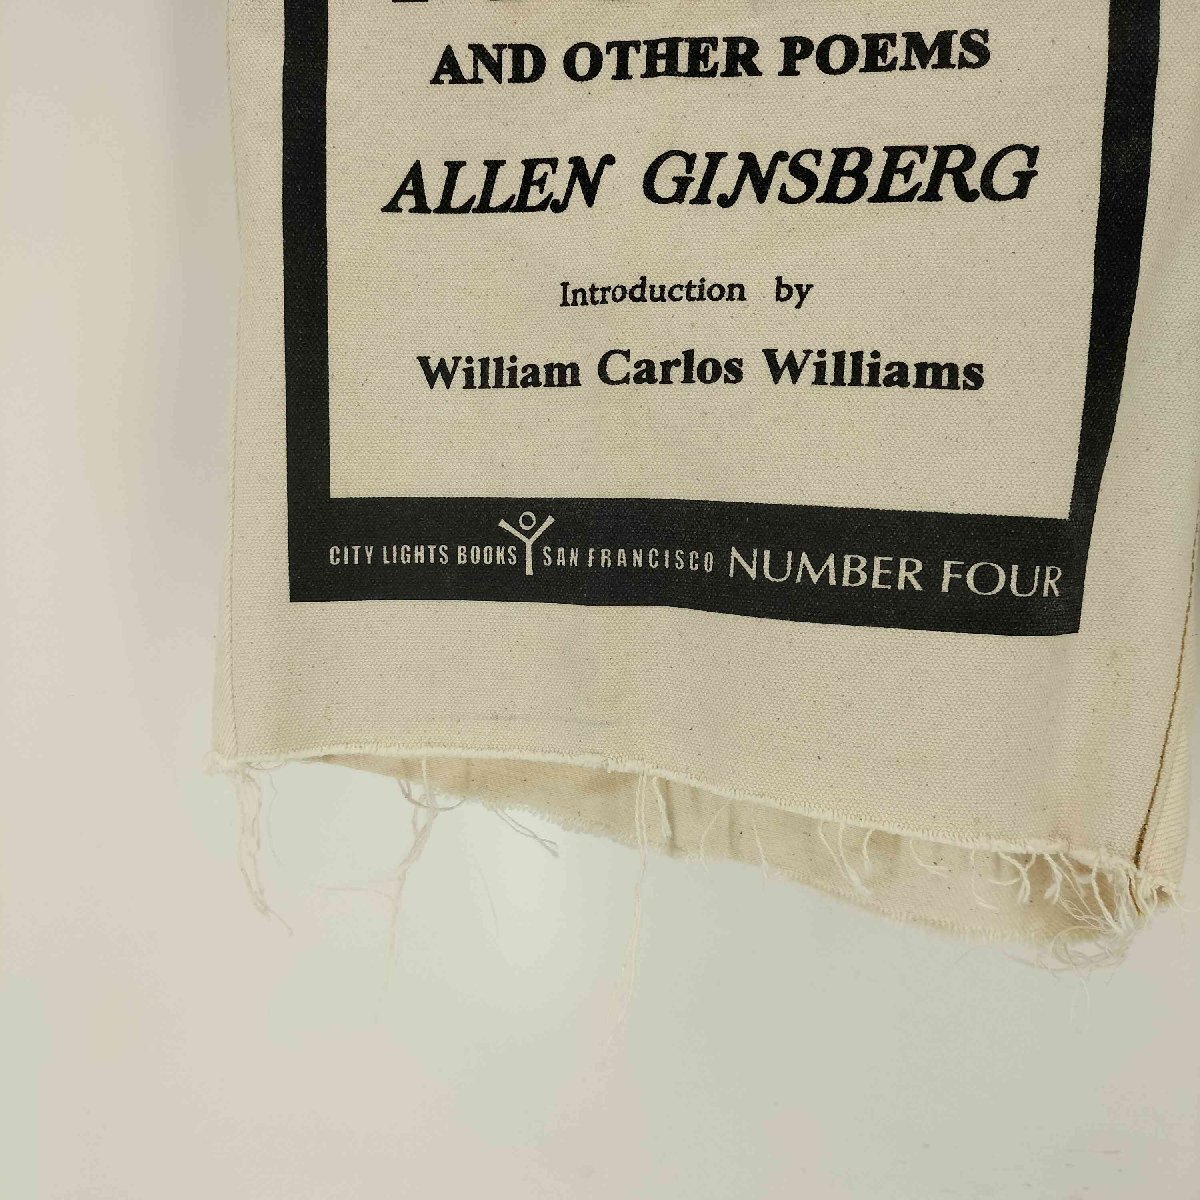 AND OTHER POEMS
ALLEN GINSBERG
Introduction by
William Carlos Williams
CITY LIGHTS BOOKS SAN FRANCISCO NUMBER FOUR